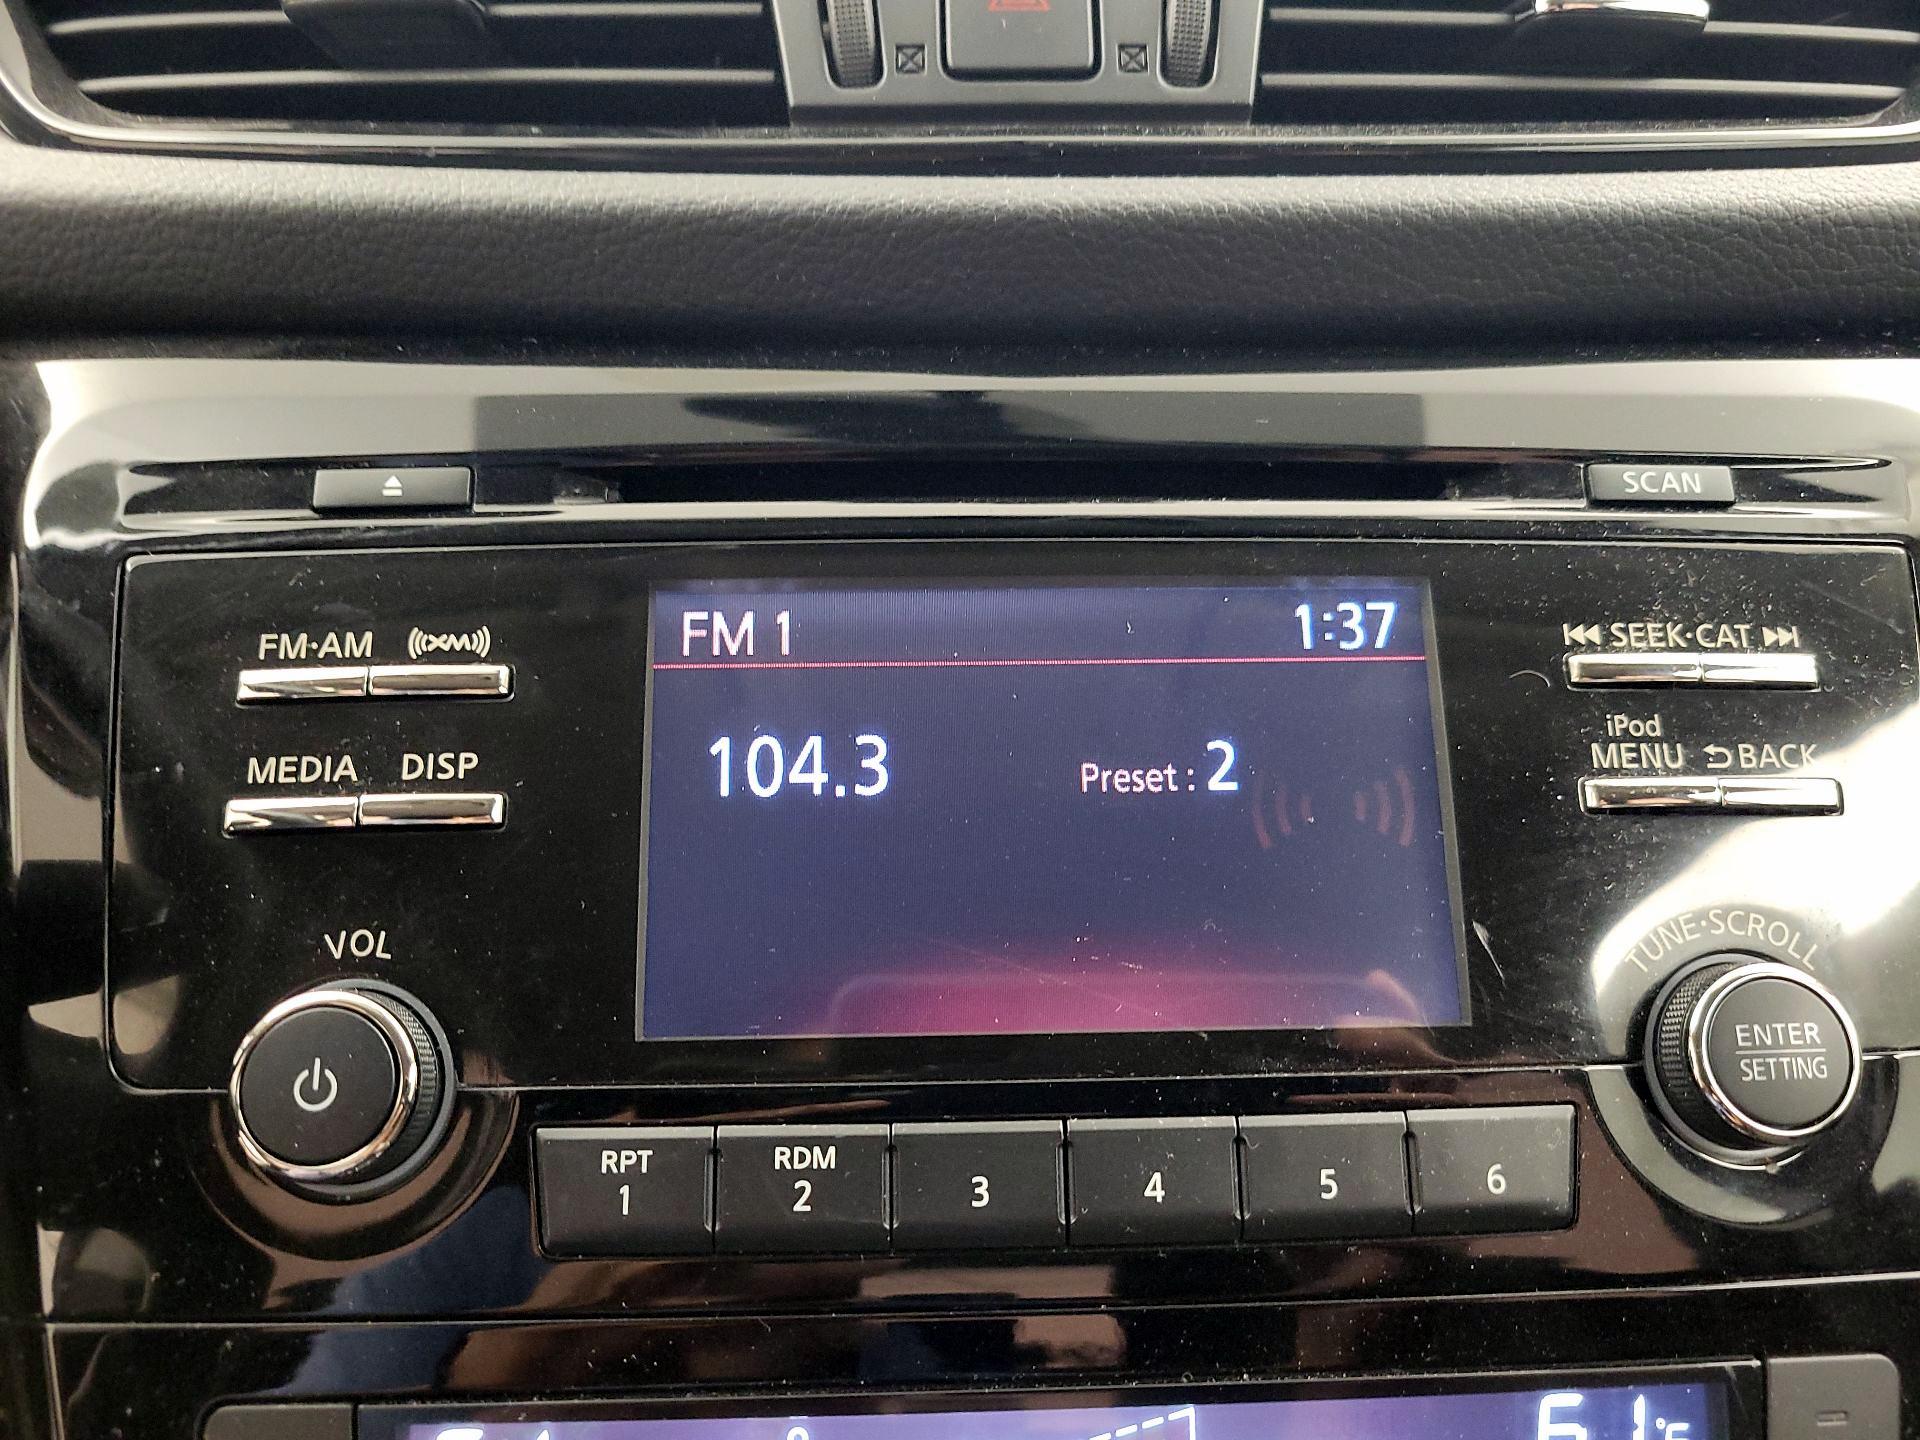 SCAN
FM 1 1:37
FM·AM XM
SEEK·CAT
104.3 Preset : 2
iPod
MEDIA DISP
MENU BACK
VOL
TUNE·SCROLL
ENTER
SETTING
RPT RDM
1 2 3 4 5 6
61°F